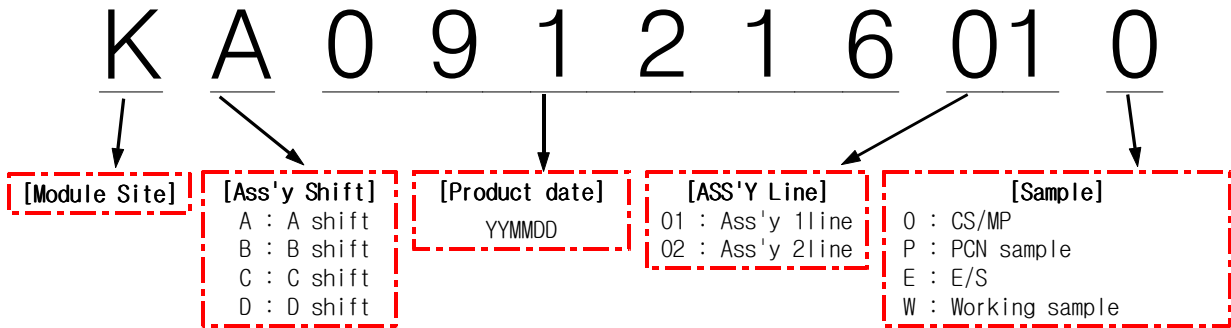 K A 0 9 1 2 1 6 01 0
[Module Site]
[Ass'y Shift]
A : A shift
B : B shift
C : C shift
D : D shift
[Product date]
YYMMDD
[ASS'Y Line]
01 : Ass'y 1line
02 : Ass'y 2line
[Sample]
0 : CS/MP
P : PCN sample
E : E/S
W : Working sample